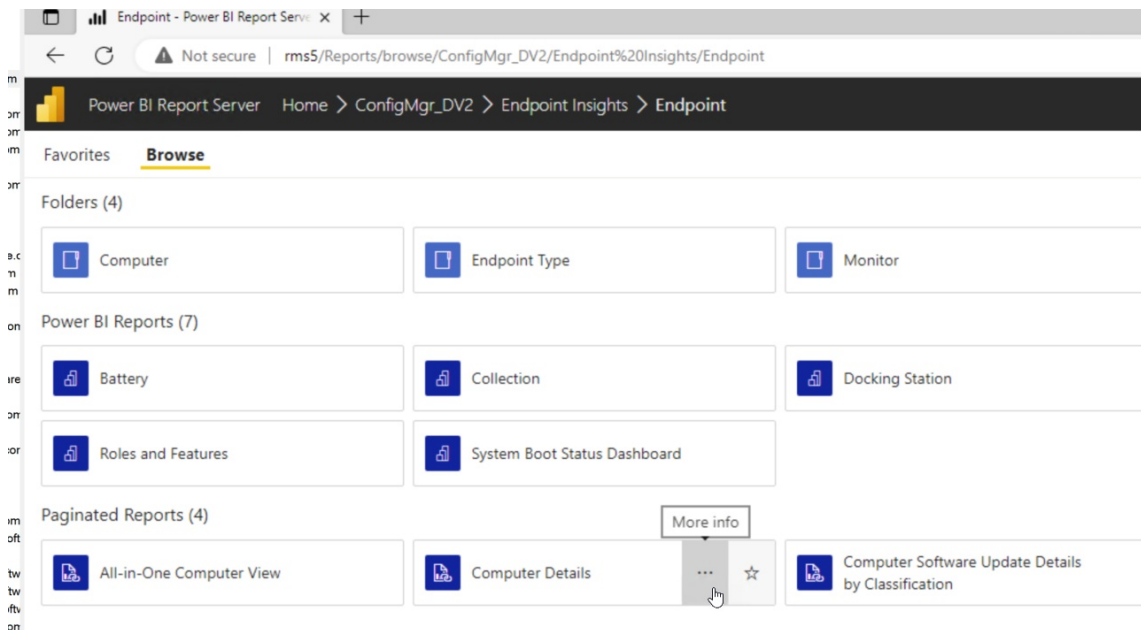 Endpoint - Power BI Report Serve
Not secure | rms5/Reports/browse/ConfigMgr_DV2/Endpoint%20Insights/Endpoint
Power BI Report Server Home > ConfigMgr_DV2 > Endpoint Insights > Endpoint
Favorites Browse
Folders (4)
Computer Endpoint Type Monitor
Power BI Reports (7)
Battery Collection Docking Station
Roles and Features System Boot Status Dashboard
Paginated Reports (4)
More info
All-in-One Computer View Computer Details ... Computer Software Update Details
by Classification